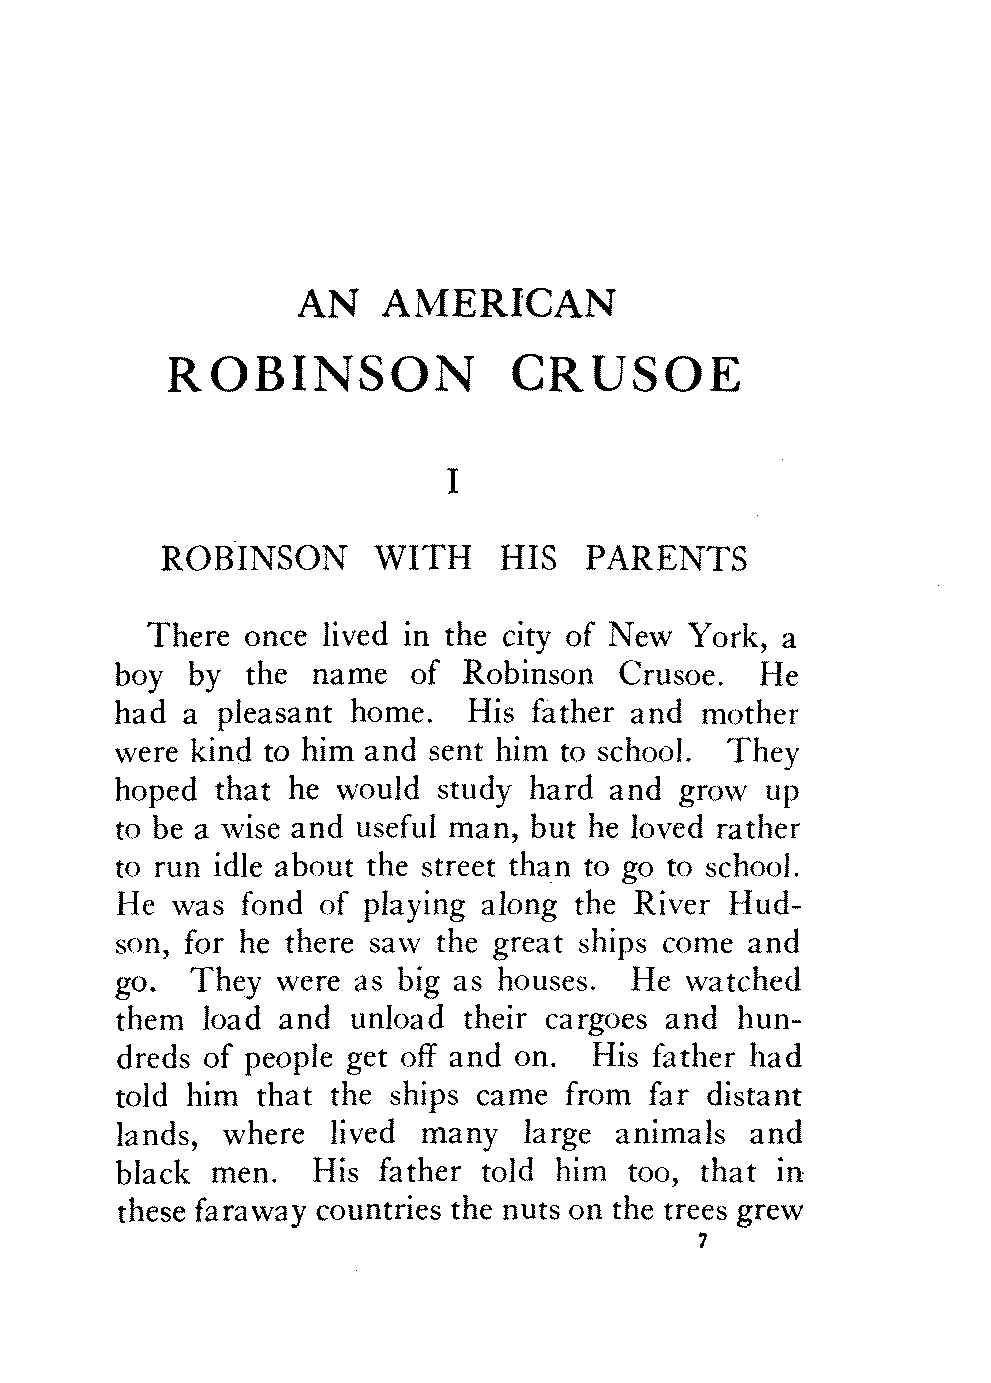 AN AMERICAN
ROBINSON CRUSOE
I
ROBINSON WITH HIS PARENTS
There once lived in the city of New York, a
boy by the name of Robinson Crusoe. He
had a pleasant home. His father and mother
were kind to him and sent him to school. They
hoped that he would study hard and grow up
to be a wise and useful man, but he loved rather
to run idle about the street than to go to school.
He was fond of playing along the River Hud-
son, for he there saw the great ships come and
go. They were as big as houses. He watched
them load and unload their cargoes and hun-
dreds of people get off and on. His father had
told him that the ships came from far distant
lands, where lived many large animals and
black men. His father told him too, that in
these faraway countries the nuts on the trees grew
7